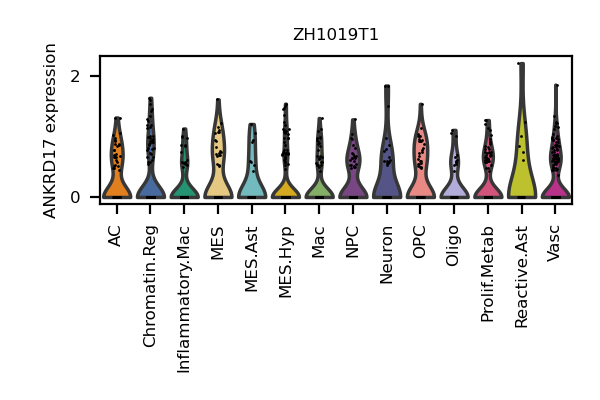 ZH1019T1
ANKRD17 expression
2
0
AC
Chromatin.Reg
Inflammatory.Mac
MES
MES.Ast
MES.Hyp
Mac
NPC
Neuron
OPC
Oligo
Prolif.Metab
Reactive.Ast
Vasc